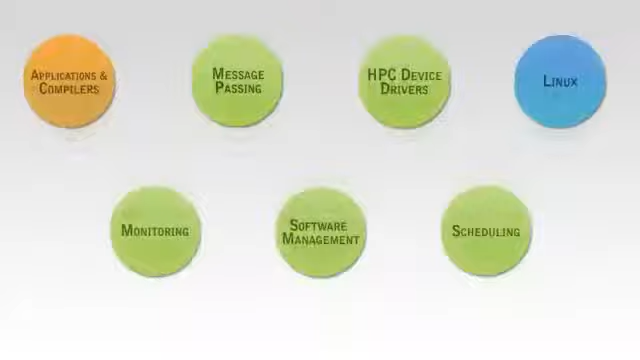 Applications &
Compilers
Message
Passing
HPC Device
Drivers
Linux
Monitoring
Software
Management
Scheduling